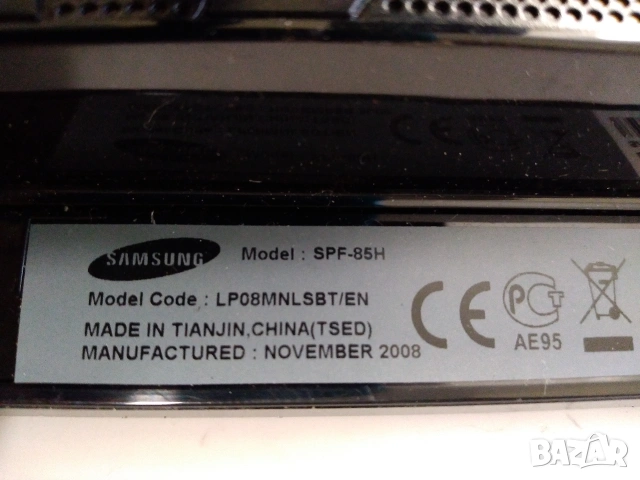 SAMSUNG Model : SPF-85H
Model Code : LP08MNLSBT/EN
MADE IN TIANJIN,CHINA(TSED)
MANUFACTURED : NOVEMBER 2008
CE
PC
AE95
BAZAR